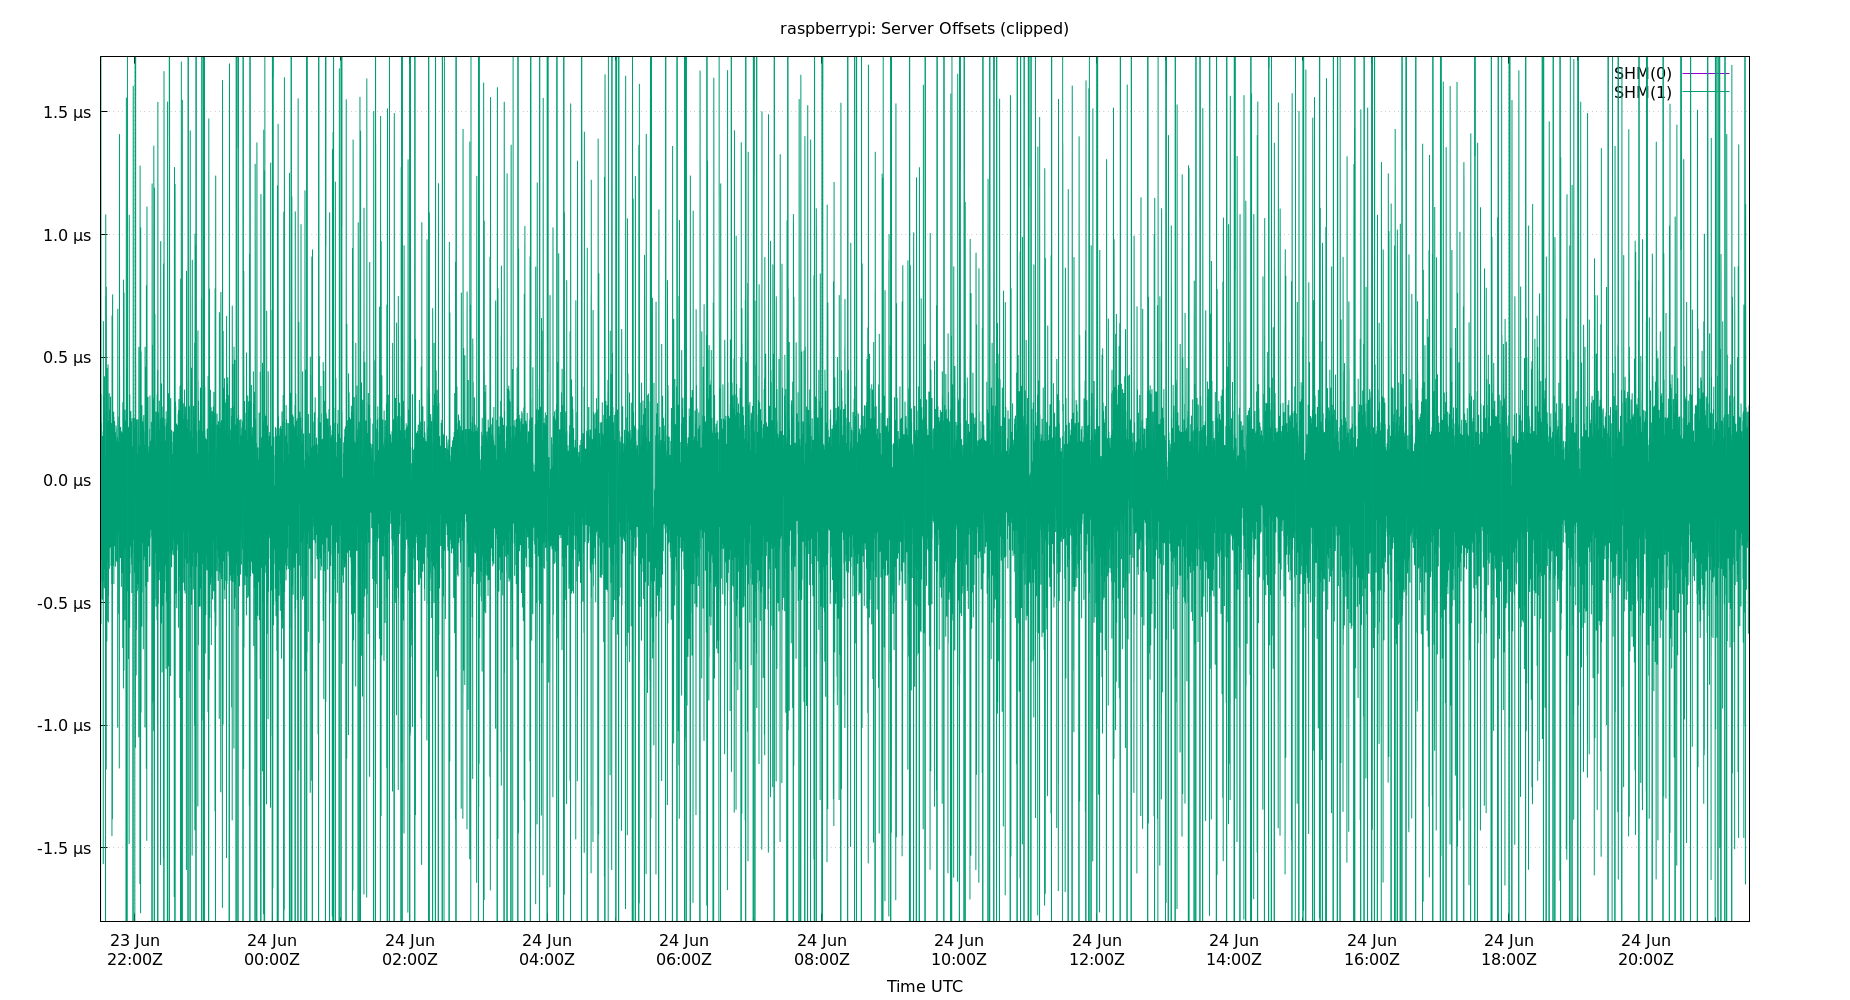 raspberrypi: Server Offsets (clipped)
SHM(0)
SHM(1)
1.5 µs
1.0 µs
0.5 µs
0.0 µs
-0.5 µs
-1.0 µs
-1.5 µs
23 Jun 24 Jun 24 Jun 24 Jun 24 Jun 24 Jun 24 Jun 24 Jun 24 Jun 24 Jun 24 Jun 24 Jun
22:00Z 00:00Z 02:00Z 04:00Z 06:00Z 08:00Z 10:00Z 12:00Z 14:00Z 16:00Z 18:00Z 20:00Z
Time UTC